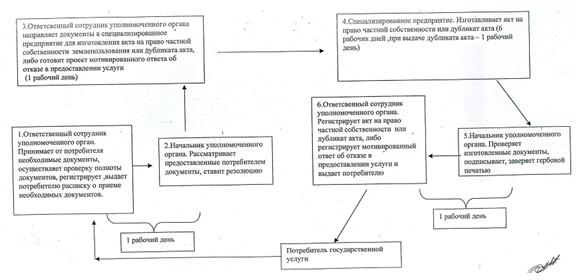 3.Ответсвенный сотрудник уполномоченного органа
направляет документы в специализированное
предприятие для изготовления акта на право частной
собственности землепользования или дубликата акта,
либо готовит проект мотивированного ответа об
отказе в предоставлении услуги
(1 рабочий день)
4.Спецализированное предприятие. Изготавливает акт на
право частной собственности или дубликат акта (6
рабочих дней ,при выдаче дубликата акта – 1 рабочий
день)
1.Ответственный сотрудник
уполномоченного орган.
Принимает от потребителя
необходимые документы,
осуществляет проверку полноты
документов, регистрирует ,выдает
потребителю расписку о приеме
необходимых документов.
2.Начальник уполномоченного
органа. Рассматривает
предоставленные потребителем
документы, ставит резолюцию
6.Ответсвенный сотрудник
уполномоченного органа.
Регистрирует акт на право
частной собственности или
дубликат акта, либо
регистрирует мотивированный
ответ об отказе в
предоставлении услуги и
выдает потребителю
5.Начальник уполномоченного
органа. Проверяет
изготовленные документы,
подписывает, заверяет гербовой
печатью
1 рабочий день
1 рабочий день
Потребитель государственной
услуги